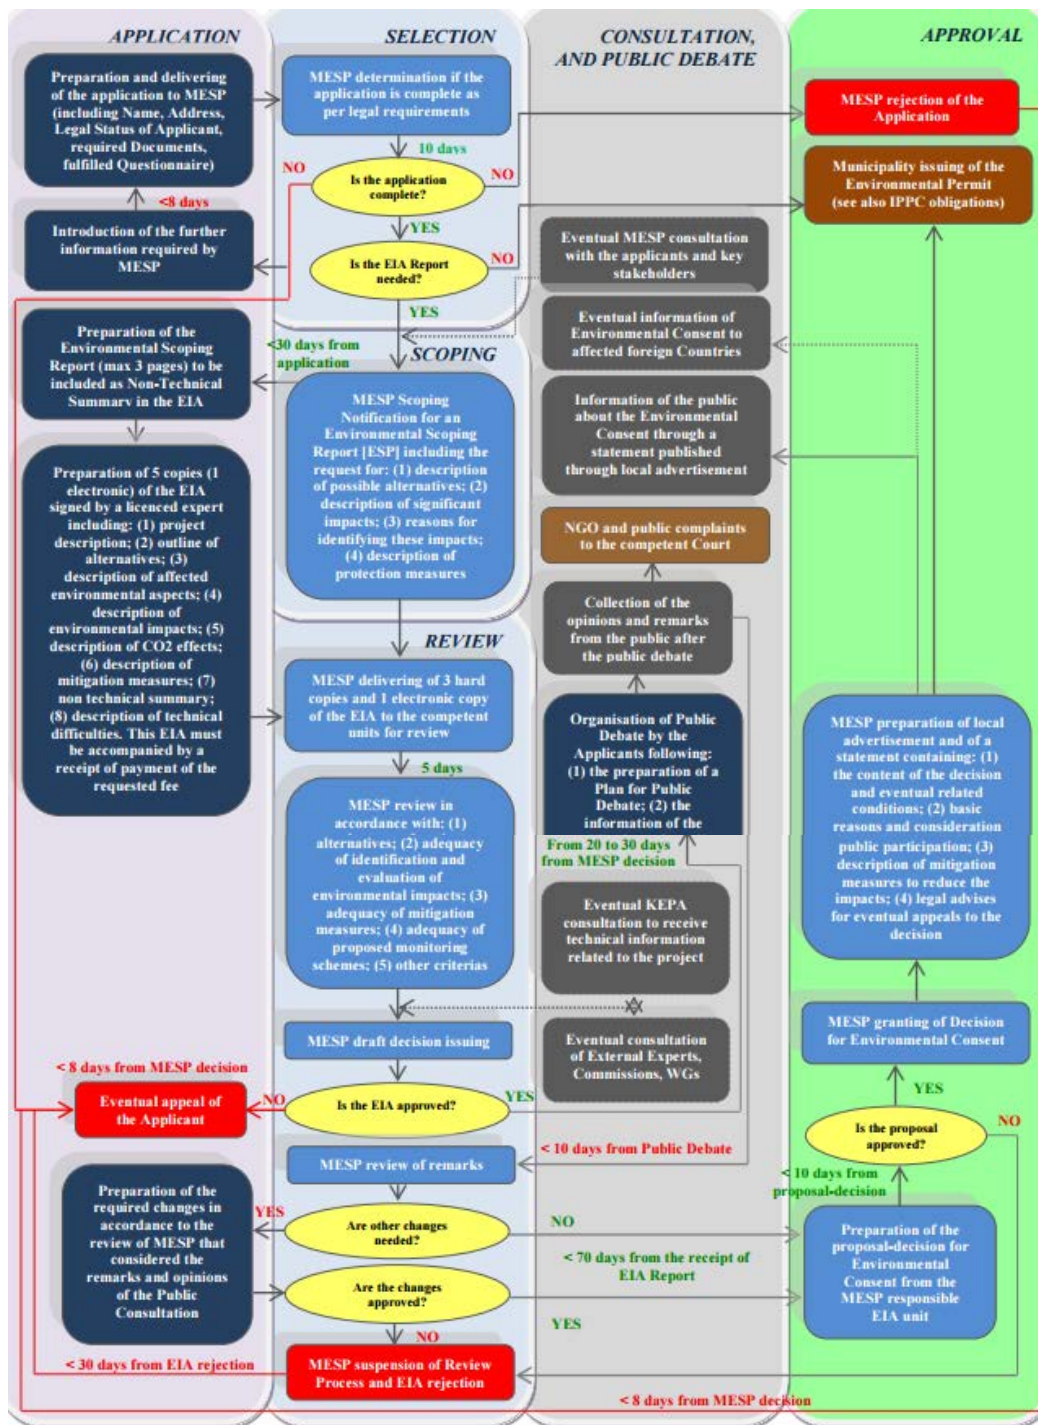 APPLICATION
Preparation and delivering
of the application to MESP
(including Name, Address,
Legal Status of Applicant,
required Documents,
fulfilled Questionnaire)
<8 days
Introduction of the further
information required by
MESP
Preparation of the
Environmental Scoping
Report (max 3 pages) to be
included as Non-Technical
Summary in the EIA
Preparation of 5 copies (1
electronic) of the EIA
signed by a licenced expert
including: (1) project
description; (2) outline of
alternatives; (3)
description of affected
environmental aspects; (4)
description of
environmental impacts; (5)
description of CO2 effects;
(6) description of
mitigation measures; (7)
non technical summary;
(8) description of technical
difficulties. This EIA must
be accompanied by a
receipt of payment of the
requested fee
< 8 days from MESP decision
Eventual appeal of
the Applicant
Preparation of the
required changes in
accordance to the
review of MESP that
considered the
remarks and opinions
of the Public
Consultation
< 30 days from EIA rejection
SELECTION
MESP determination if the
application is complete as
per legal requirements
10 days
NO
Is the application
complete?
NO
YES
Is the EIA Report
needed?
NO
YES
<30 days from
application
SCOPING
MESP Scoping
Notification for an
Environmental Scoping
Report [ESP] including the
request for: (1) description
of possible alternatives; (2)
description of significant
impacts; (3) reasons for
identifying these impacts;
(4) description of
protection measures
REVIEW
MESP delivering of 3 hard
copies and 1 electronic copy
of the EIA to the competent
units for review
5 days
MESP review in
accordance with: (1)
alternatives; (2) adequacy
of identification and
evaluation of
environmental impacts; (3)
adequacy of mitigation
measures; (4) adequacy of
proposed monitoring
schemes; (5) other criterias
MESP draft decision issuing
NO
Is the EIA approved?
YES
MESP review of remarks
YES
Are other changes
needed?
NO
Are the changes
approved?
YES
NO
MESP suspension of Review
Process and EIA rejection
CONSULTATION,
AND PUBLIC DEBATE
Eventual MESP consultation
with the applicants and key
stakeholders
Eventual information of
Environmental Consent to
affected foreign Countries
Information of the public
about the Environmental
Consent through a
statement published
through local advertisement
NGO and public complaints
to the competent Court
Collection of the
opinions and remarks
from the public after
the public debate
Organisation of Public
Debate by the
Applicants following:
(1) the preparation of a
Plan for Public
Debate; (2) the
information of the
From 20 to 30 days
from MESP decision
Eventual KEPA
consultation to receive
technical information
related to the project
Eventual consultation
of External Experts,
Commissions, WGs
< 10 days from Public Debate
< 70 days from the receipt of
EIA Report
< 8 days from MESP decision
APPROVAL
MESP rejection of the
Application
Municipality issuing of the
Environmental Permit
(see also IPPC obligations)
MESP preparation of local
advertisement and of a
statement containing: (1)
the content of the decision
and eventual related
conditions; (2) basic
reasons and consideration
public participation; (3)
description of mitigation
measures to reduce the
impacts; (4) legal advises
for eventual appeals to the
decision
MESP granting of Decision
for Environmental Consent
YES
NO
Is the proposal
approved?
< 10 days from
proposal-decision
Preparation of the
proposal-decision for
Environmental
Consent from the
MESP responsible
EIA unit